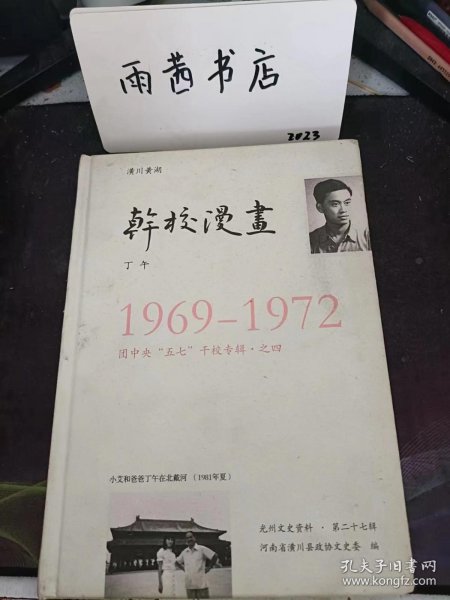 雨茜书店
2023
潢川黄湖
幹校漫畫
丁午
1969-1972
团中央“五七”干校专辑·之四
小艾和爸爸丁午在北戴河 (1981年夏)
光州文史资料 · 第二十七辑
河南省潢川县政协文史委 编
孔夫子旧书网
www.kongfz.com